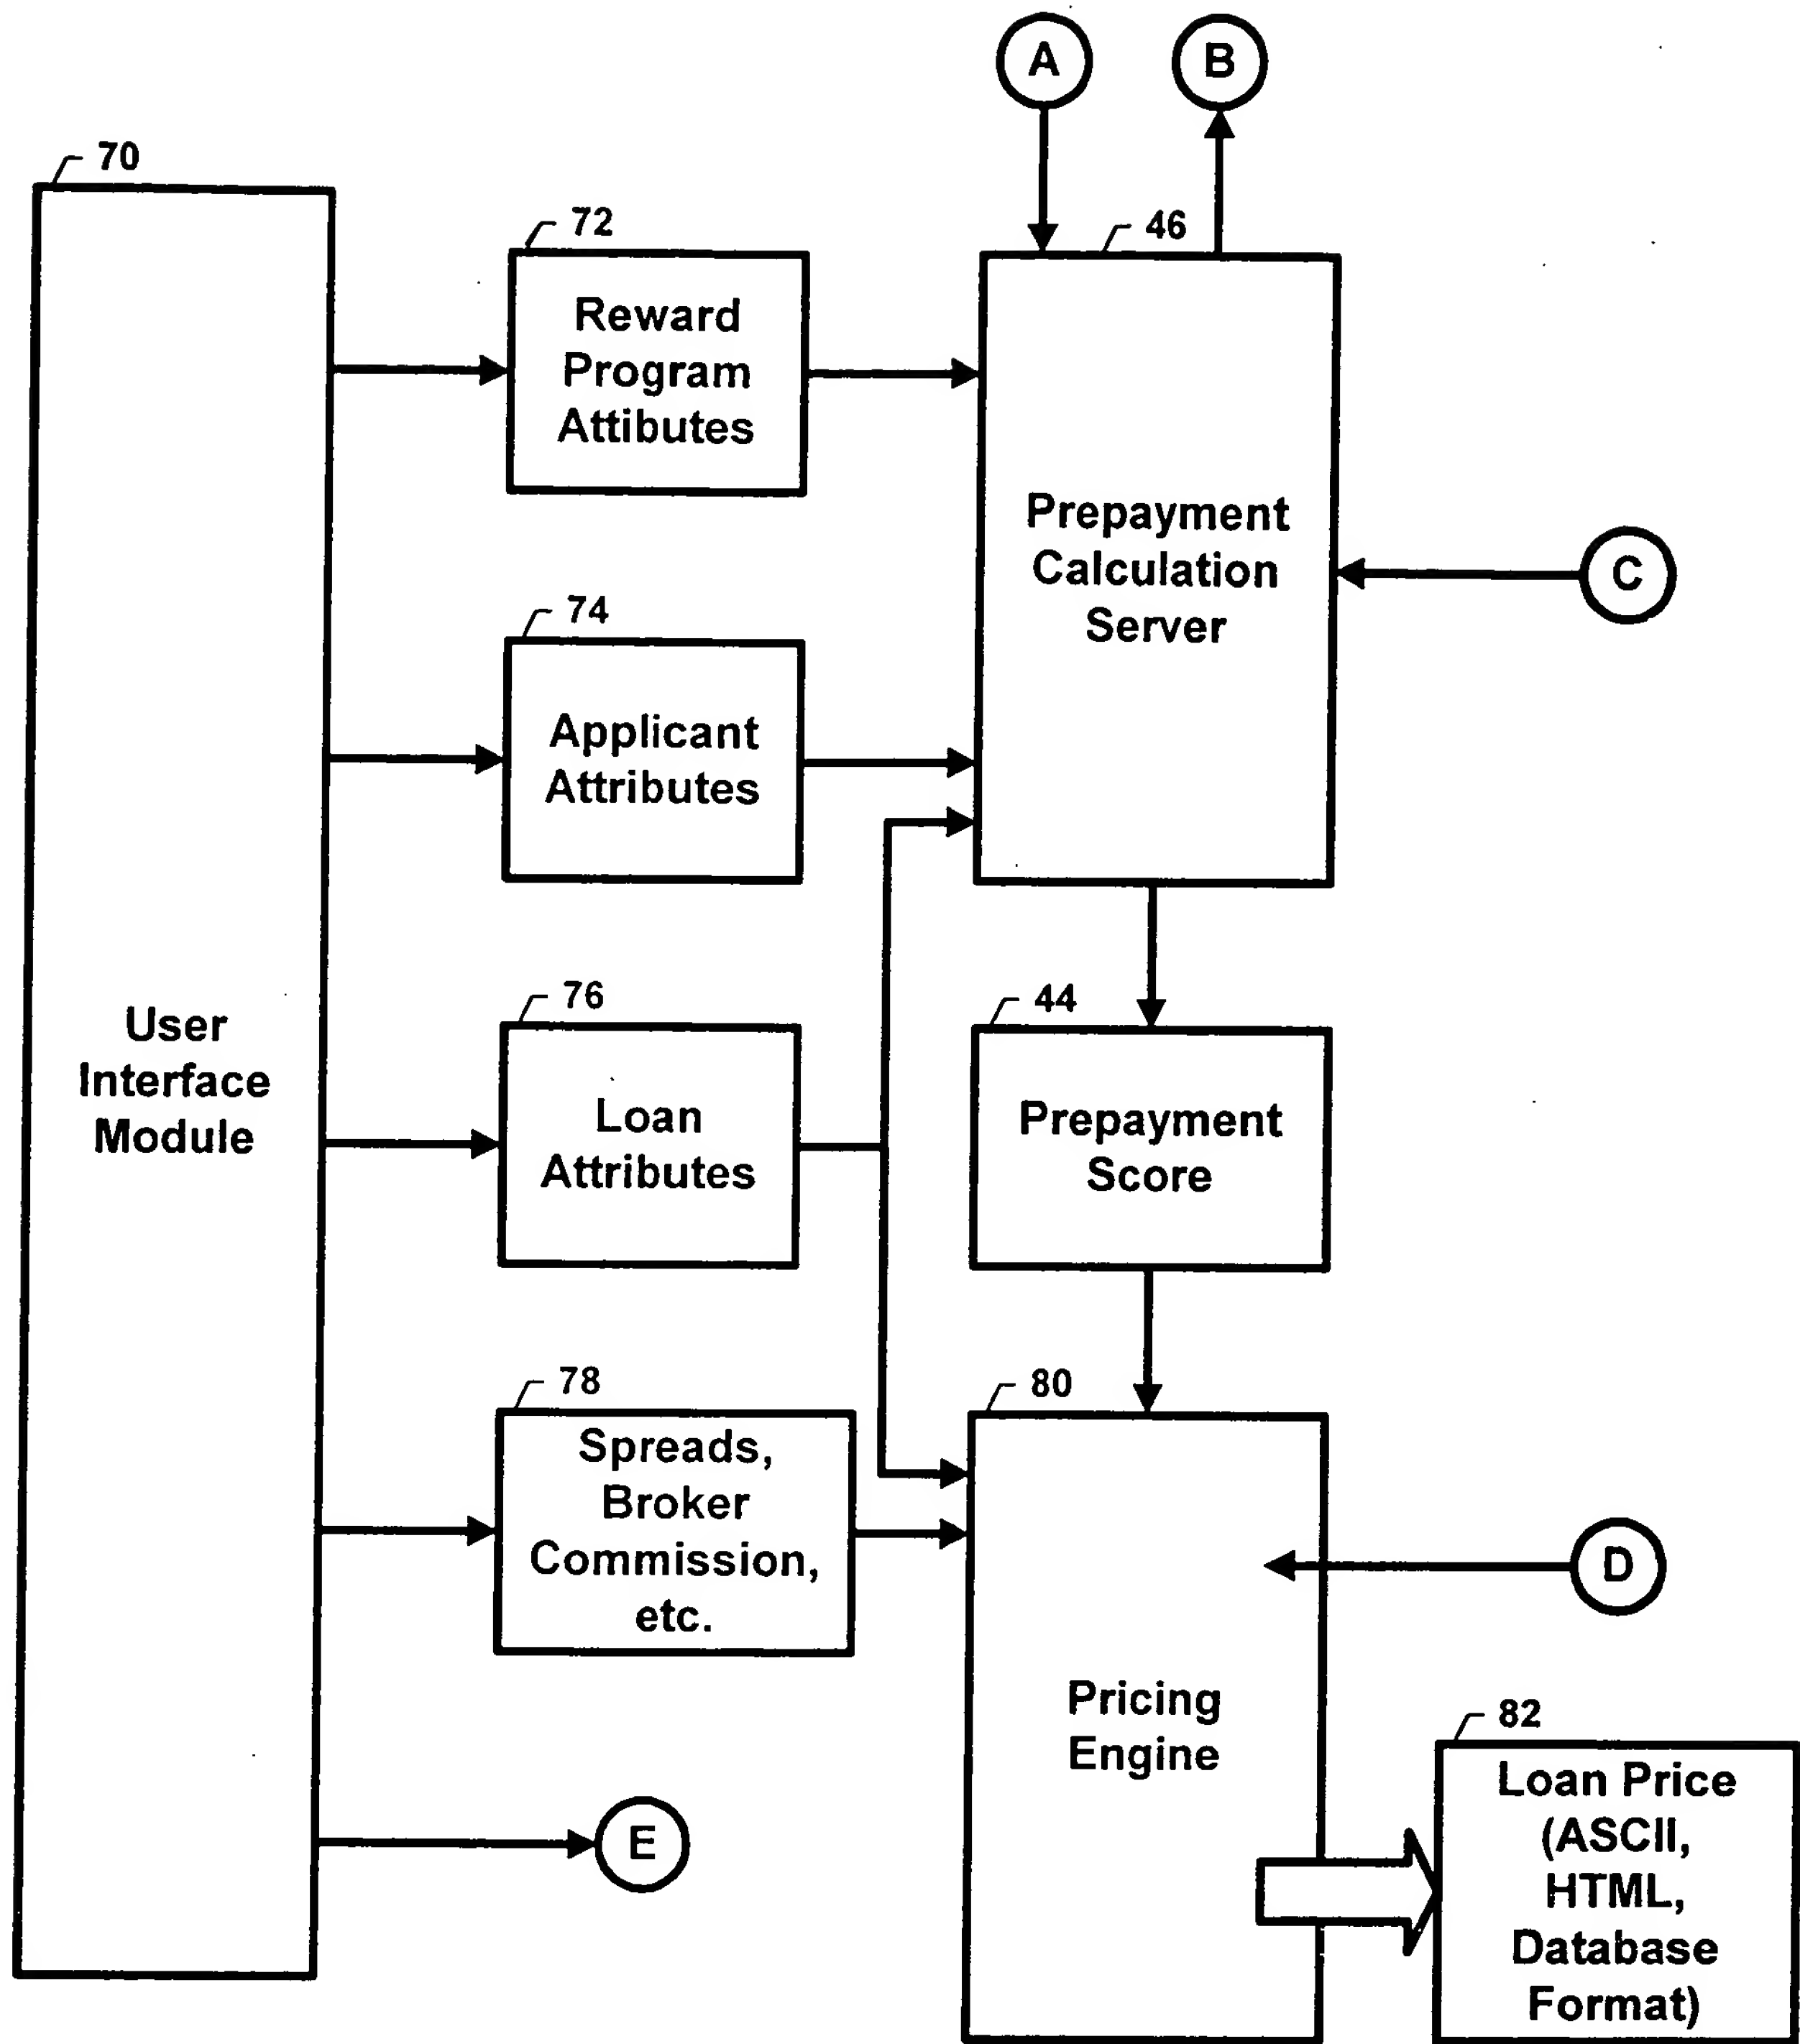 A
B
70
72
46
Reward
Program
Attibutes
Prepayment
Calculation
Server
C
74
Applicant
Attributes
76
44
User
Interface
Module
Loan
Attributes
Prepayment
Score
78
80
Spreads,
Broker
Commission,
etc.
D
Pricing
Engine
82
Loan Price
(ASCII,
HTML,
Database
Format)
E